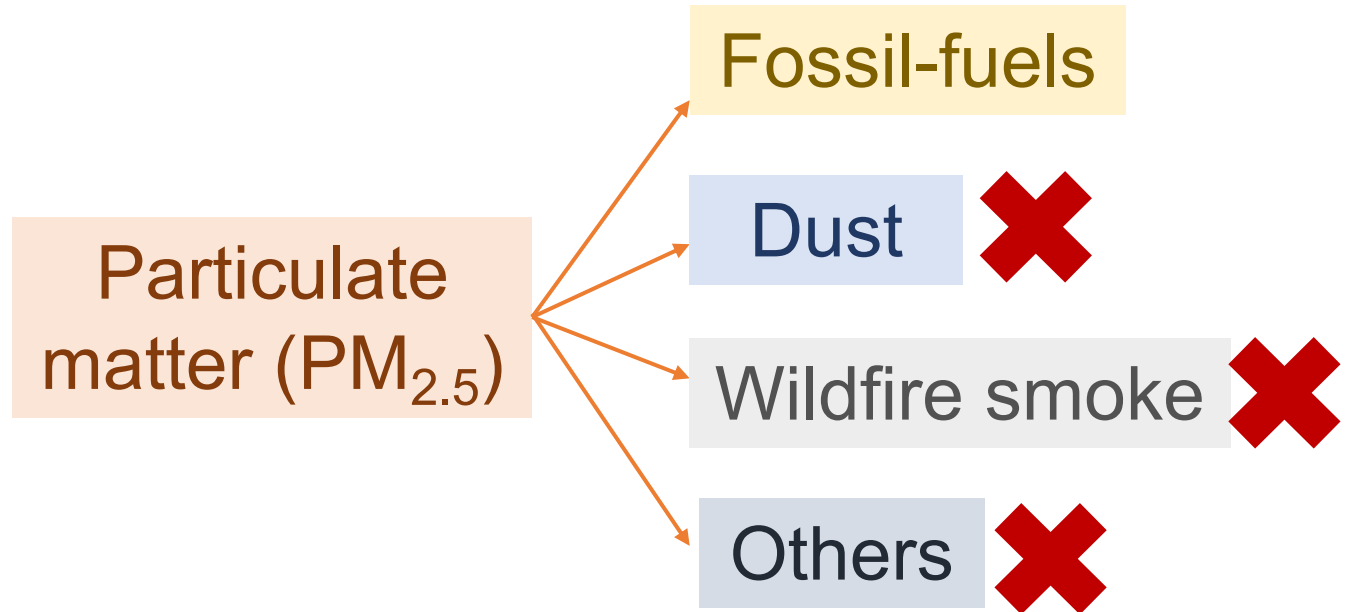 Fossil-fuels
Dust
Particulate
matter (PM₂.₅)
Wildfire smoke
Others